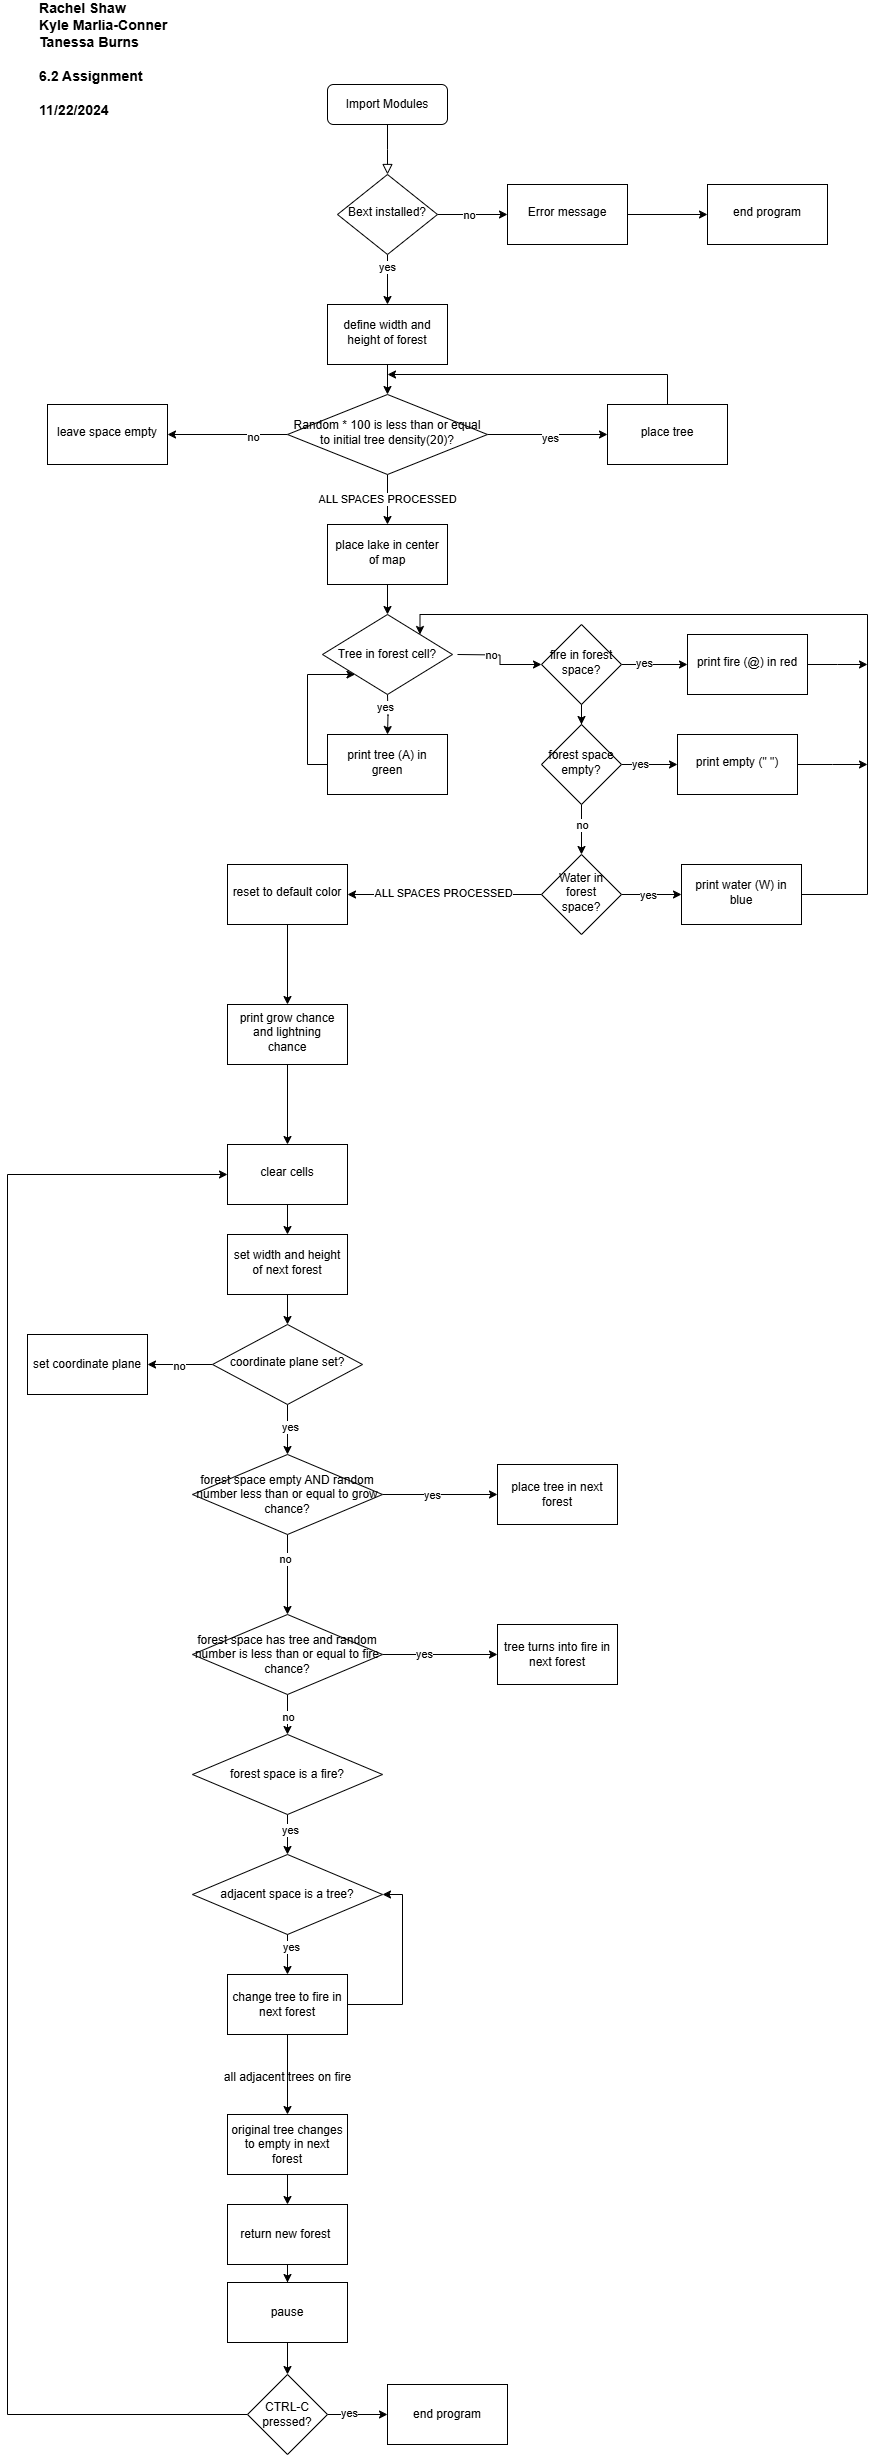 Rachel Shaw
Kyle Marlia-Conner
Tanessa Burns
6.2 Assignment
11/22/2024
Import Modules
Bext installed?
no
Error message
end program
yes
define width and
height of forest
leave space empty
no
Random * 100 is less than or equal
to initial tree density(20)?
yes
place tree
ALL SPACES PROCESSED
place lake in center
of map
Tree in forest cell?
no
fire in forest
space?
yes
print fire (@) in red
yes
print tree (A) in
green
forest space
empty?
yes
print empty (" ")
no
reset to default color
ALL SPACES PROCESSED
Water in
forest
space?
yes
print water (W) in
blue
print grow chance
and lightning
chance
clear cells
set width and height
of next forest
set coordinate plane
no
coordinate plane set?
yes
forest space empty AND random
number less than or equal to grow
chance?
yes
place tree in next
forest
no
forest space has tree and random
number is less than or equal to fire
chance?
yes
tree turns into fire in
next forest
no
forest space is a fire?
yes
adjacent space is a tree?
yes
change tree to fire in
next forest
all adjacent trees on fire
original tree changes
to empty in next
forest
return new forest
pause
CTRL-C
pressed?
yes
end program